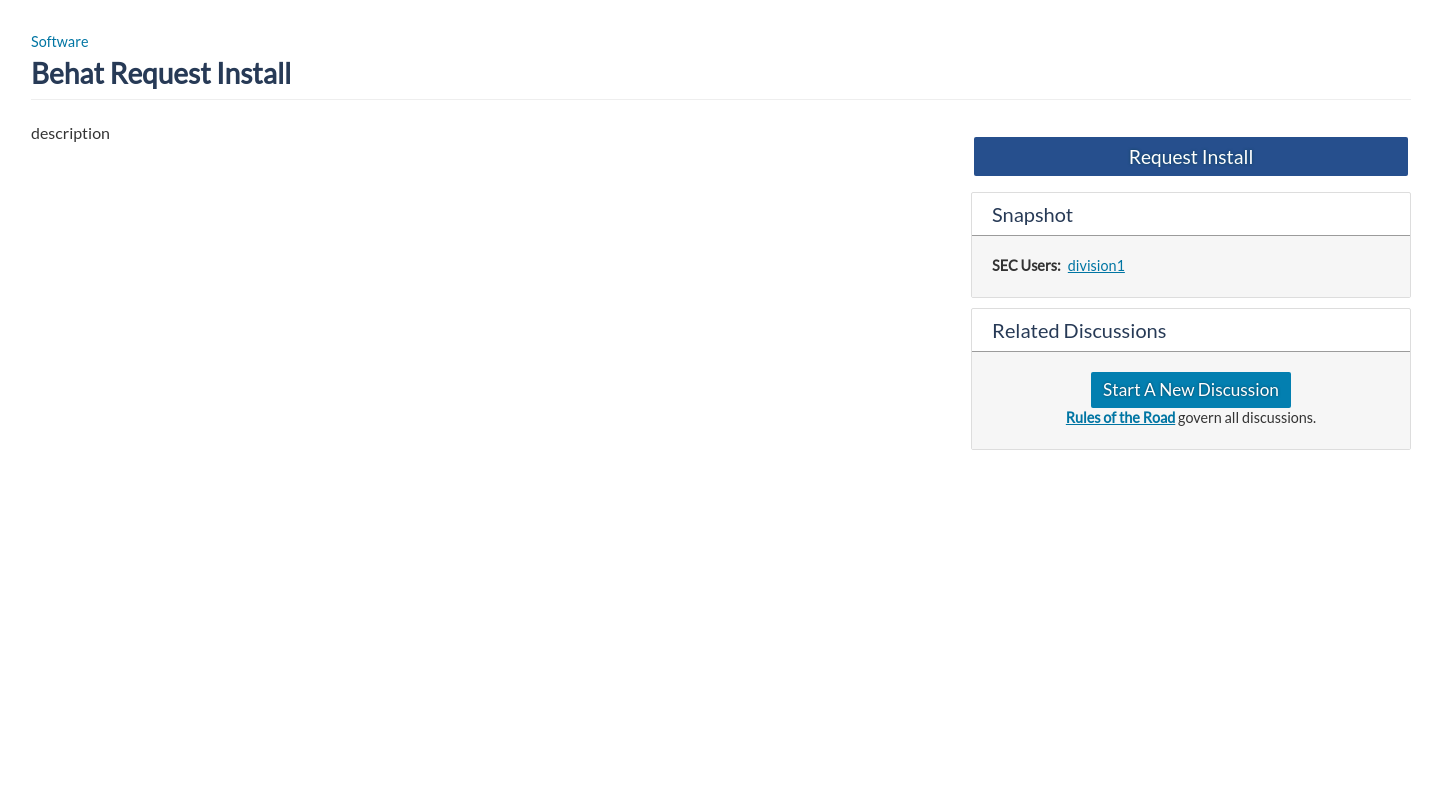 Software
Behat Request Install
description
Request Install
Snapshot
SEC Users: division1
Related Discussions
Start A New Discussion
Rules of the Road govern all discussions.